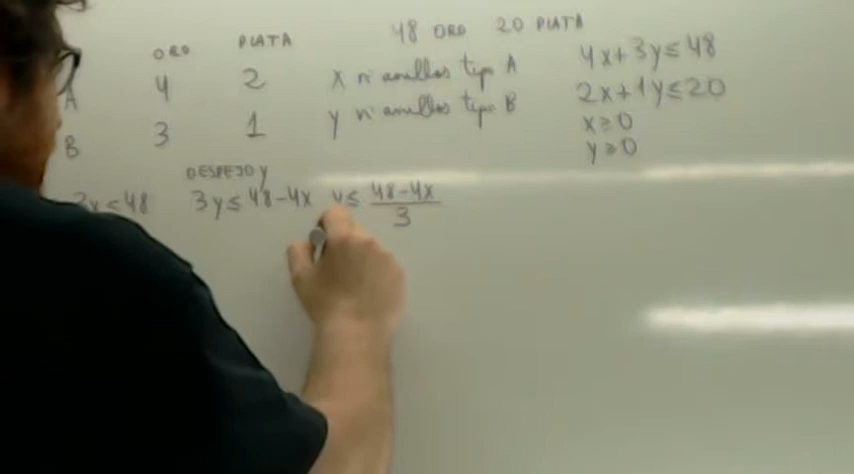 48 ORO 20 PLATA
ORO PLATA
A 4 2 x nº anillos tipo A
B 3 1 y nº anillos tipo B
4x+3y≤48
2x+1y≤20
x≥0
y≥0
DESPEJO y
3y≤48 3y≤48-4x y≤ 48-4x
3